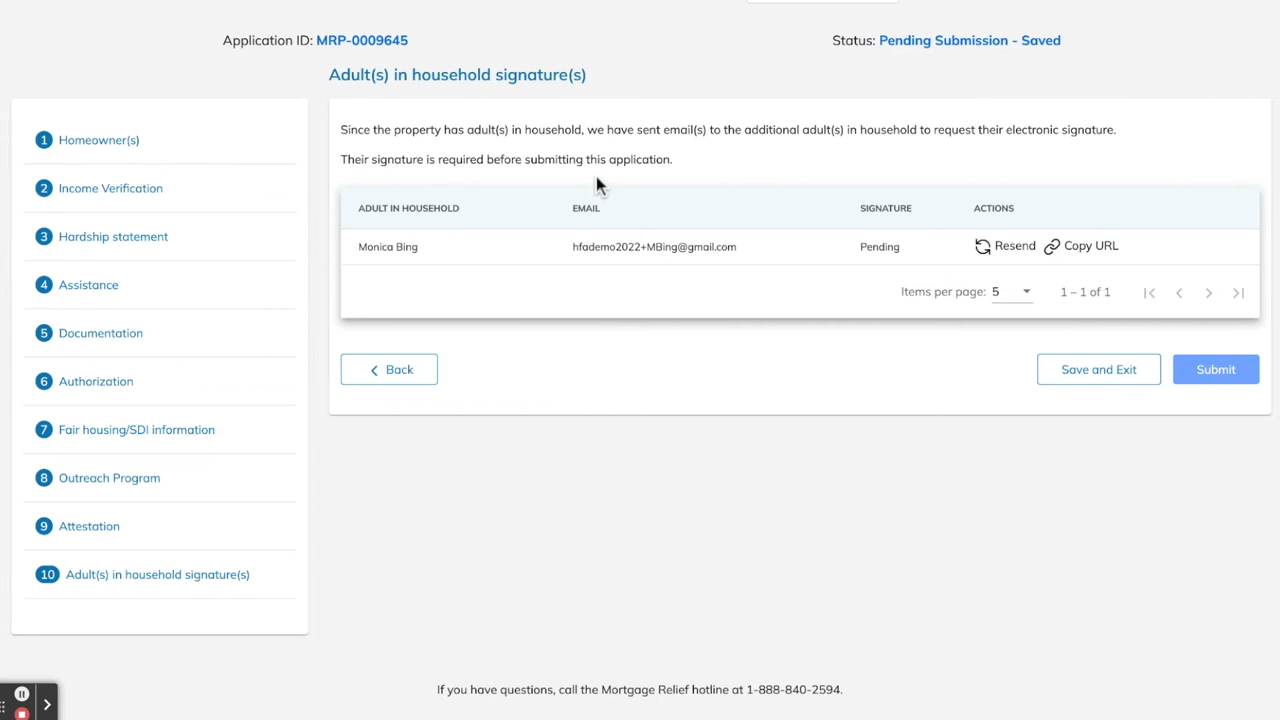 Application ID: MRP-0009645
Status: Pending Submission - Saved
Adult(s) in household signature(s)
1 Homeowner(s)
2 Income Verification
3 Hardship statement
4 Assistance
5 Documentation
6 Authorization
7 Fair housing/SDI information
8 Outreach Program
9 Attestation
10 Adult(s) in household signature(s)
Since the property has adult(s) in household, we have sent email(s) to the additional adult(s) in household to request their electronic signature.
Their signature is required before submitting this application.
ADULT IN HOUSEHOLD EMAIL SIGNATURE ACTIONS
Monica Bing hfademo2022+MBing@gmail.com Pending Resend Copy URL
Items per page: 5 1 – 1 of 1
Back Save and Exit Submit
If you have questions, call the Mortgage Relief hotline at 1-888-840-2594.